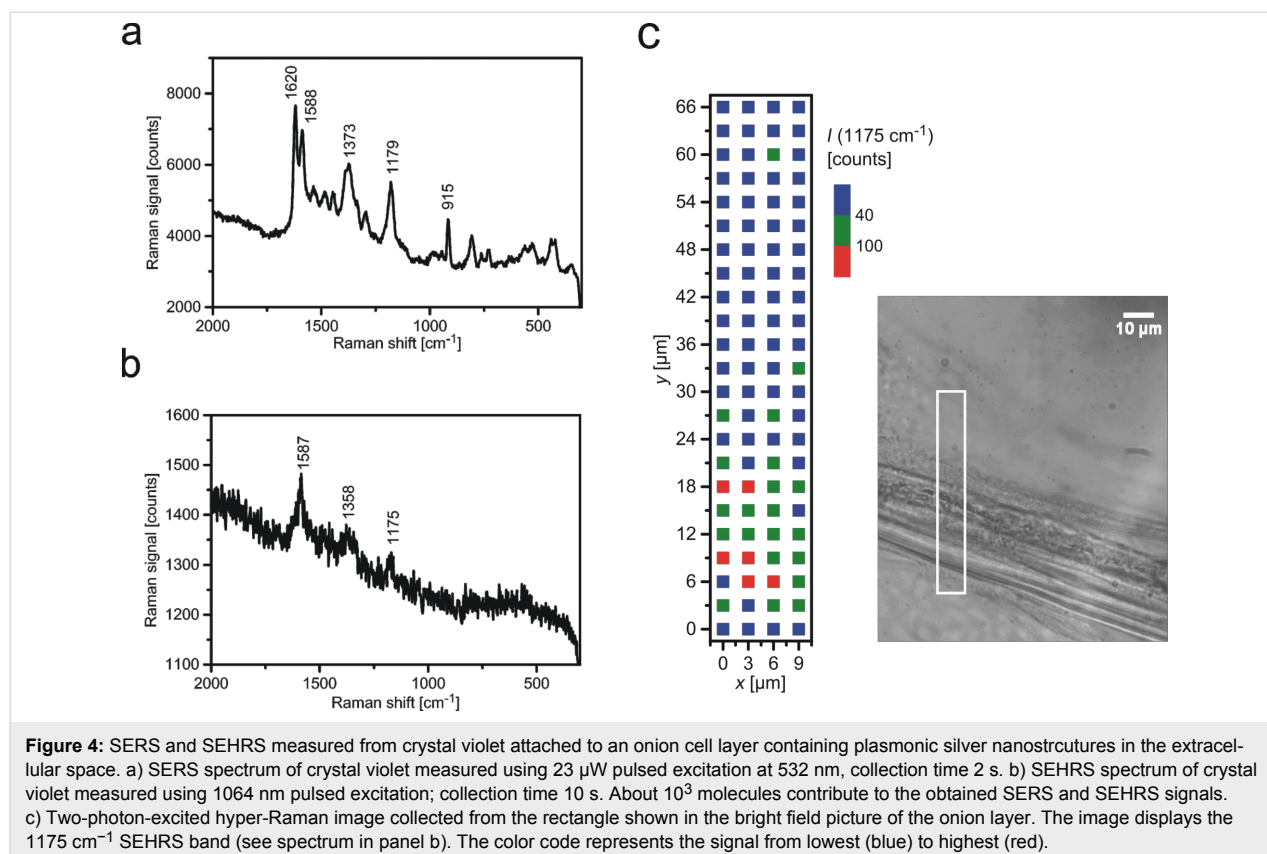 a
8000
6000
4000
2000
Raman signal [counts]
1620
1588
1373
1179
915
2000
1500
1000
500
Raman shift [cm⁻¹]
b
1600
1500
1400
1300
1200
1100
Raman signal [counts]
1587
1358
1175
2000
1500
1000
500
Raman shift [cm⁻¹]
c
66
60
54
48
42
36
30
24
18
12
6
0
y [µm]
0 3 6 9
x [µm]
I (1175 cm⁻¹)
[counts]
40
100
10 µm
Figure 4: SERS and SEHRS measured from crystal violet attached to an onion cell layer containing plasmonic silver nanostrcutures in the extracel-
lular space. a) SERS spectrum of crystal violet measured using 23 µW pulsed excitation at 532 nm, collection time 2 s. b) SEHRS spectrum of crystal
violet measured using 1064 nm pulsed excitation; collection time 10 s. About 10³ molecules contribute to the obtained SERS and SEHRS signals.
c) Two-photon-excited hyper-Raman image collected from the rectangle shown in the bright field picture of the onion layer. The image displays the
1175 cm⁻¹ SEHRS band (see spectrum in panel b). The color code represents the signal from lowest (blue) to highest (red).